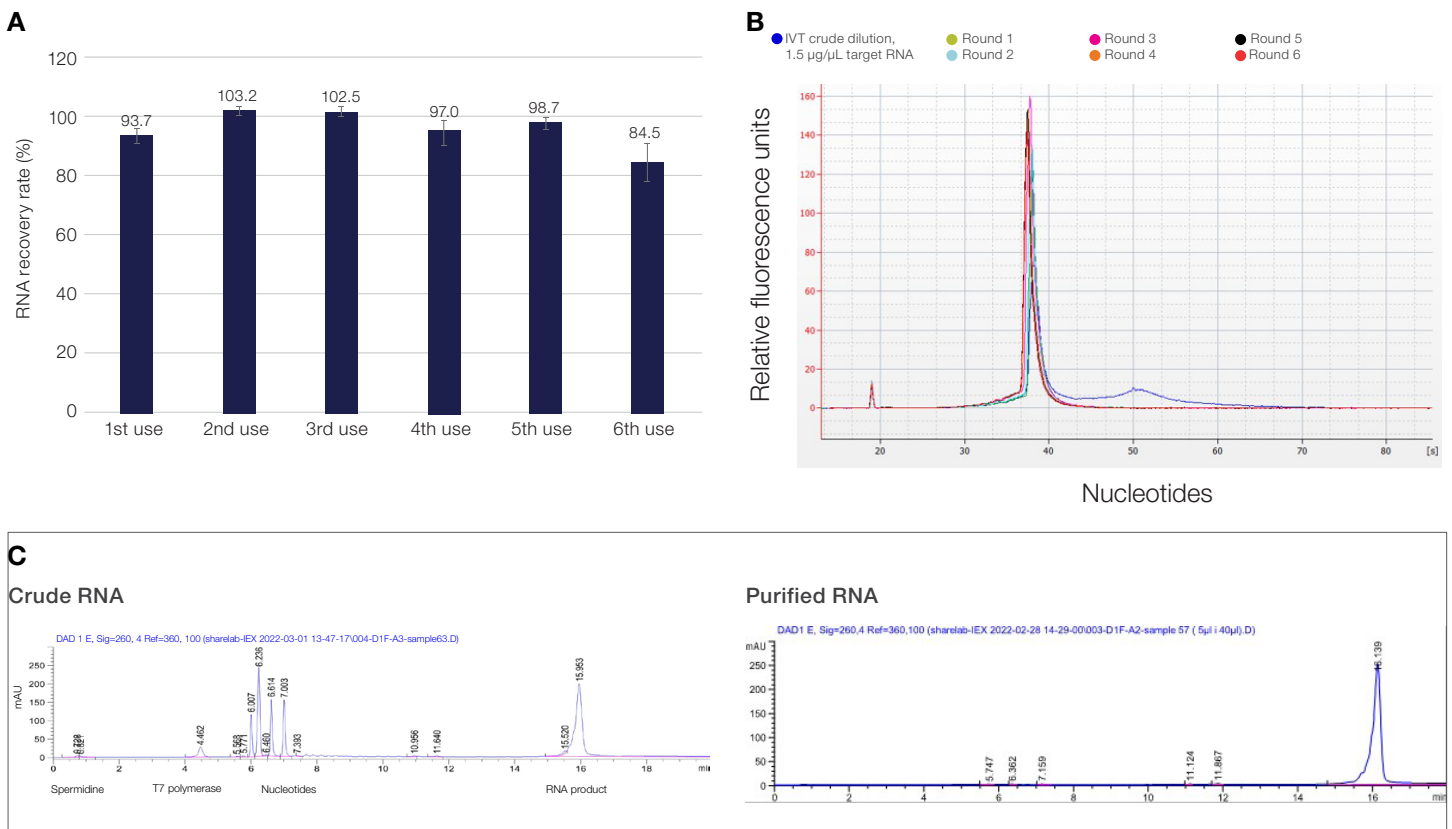 A
120
100
80
60
40
20
0
RNA recovery rate (%)
93.7
103.2
102.5
97.0
98.7
84.5
1st use
2nd use
3rd use
4th use
5th use
6th use
B
IVT crude dilution,
1.5 µg/µL target RNA
Round 1
Round 2
Round 3
Round 4
Round 5
Round 6
Relative fluorescence units
160
140
120
100
80
60
40
20
0
20
30
40
50
60
70
80
[s]
Nucleotides
C
Crude RNA
DAD 1 E, Sig=260, 4 Ref=360, 100 (sharelab-IEX 2022-03-01 13-47-17\004-D1F-A3-sample63.D)
mAU
250
200
150
100
50
0
4.462
5.568
5.771
6.007
6.236
6.460
6.614
7.003
7.393
10.956
11.640
15.520
15.953
0
2
4
6
8
10
12
14
16
18
Spermidine
T7 polymerase
Nucleotides
RNA product
Purified RNA
DAD1 E, Sig=260,4 Ref=360,100 (sharelab-IEX 2022-02-28 14-29-00\003-D1F-A2-sample 57 ( 5µl i 40µl).D)
mAU
250
200
150
100
50
0
5.747
6.362
7.159
11.124
11.867
0
2
4
6
8
10
12
14
16
min